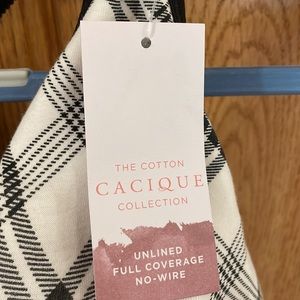 THE COTTON
CACIQUE
COLLECTION
UNLINED
FULL COVERAGE
NO-WIRE